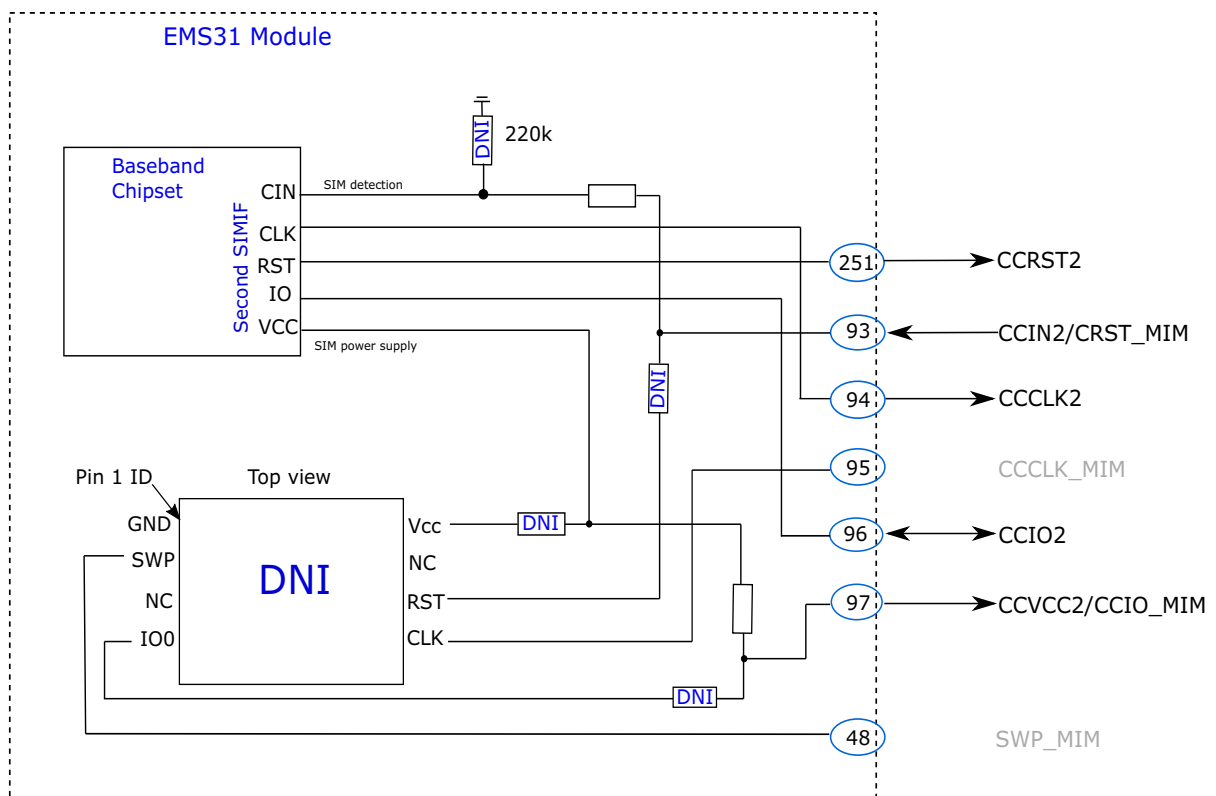 EMS31 Module
DNI
220k
Baseband
Chipset
Second SIMIF
CIN
SIM detection
CLK
RST
IO
VCC
SIM power supply
251
CCRST2
93
CCIN2/CRST_MIM
DNI
94
CCCLK2
95
CCCLK_MIM
96
CCIO2
97
CCVCC2/CCIO_MIM
48
SWP_MIM
Pin 1 ID
Top view
GND
SWP
NC
IO0
DNI
Vcc
NC
RST
CLK
DNI
DNI